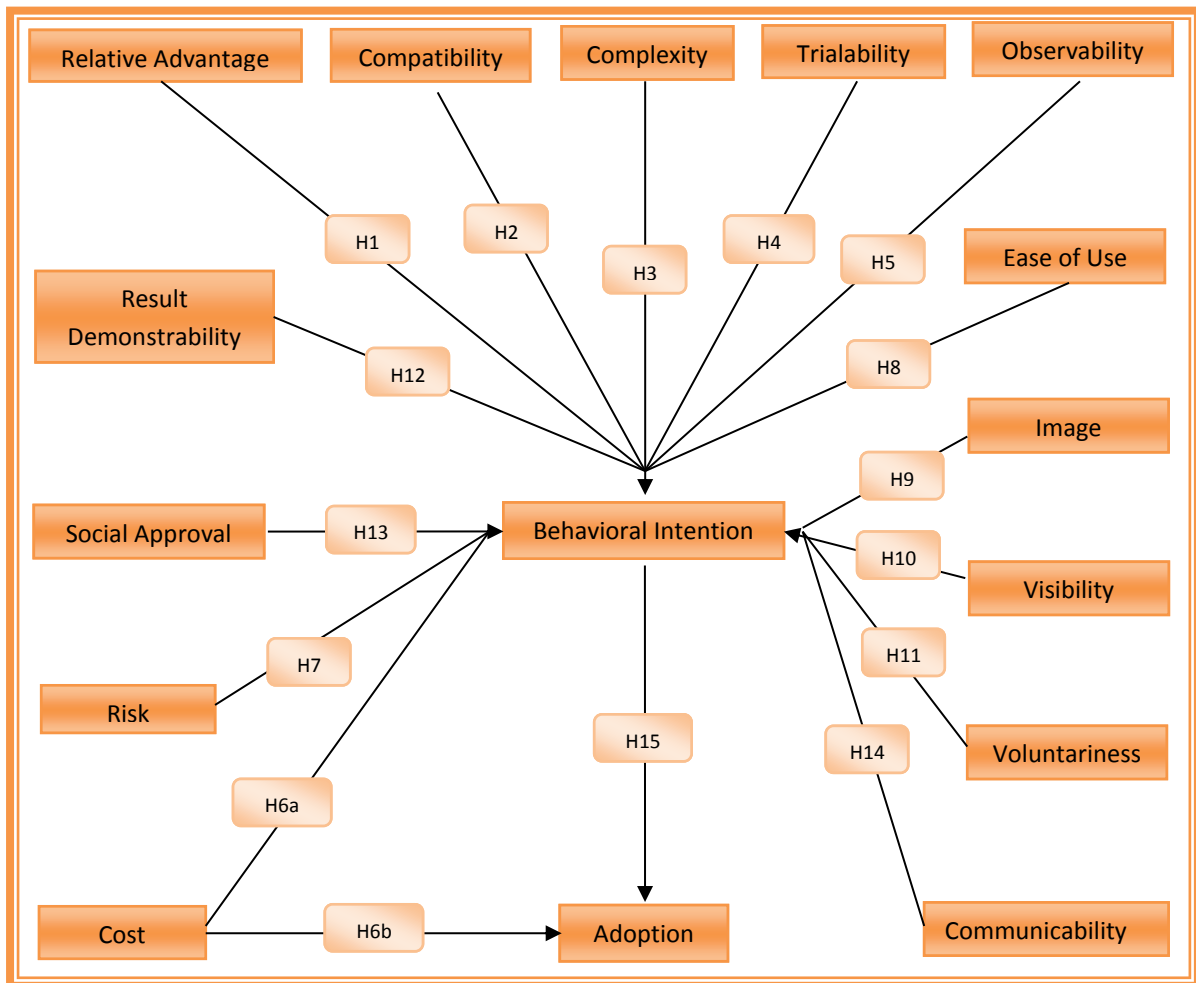 Relative Advantage
Compatibility
Complexity
Trialability
Observability
H1
H2
H3
H4
H5
Ease of Use
Result
Demonstrability
H12
H8
Image
H9
Social Approval
H13
Behavioral Intention
H10
Visibility
H7
H11
Risk
H15
H14
Voluntariness
H6a
Cost
H6b
Adoption
Communicability